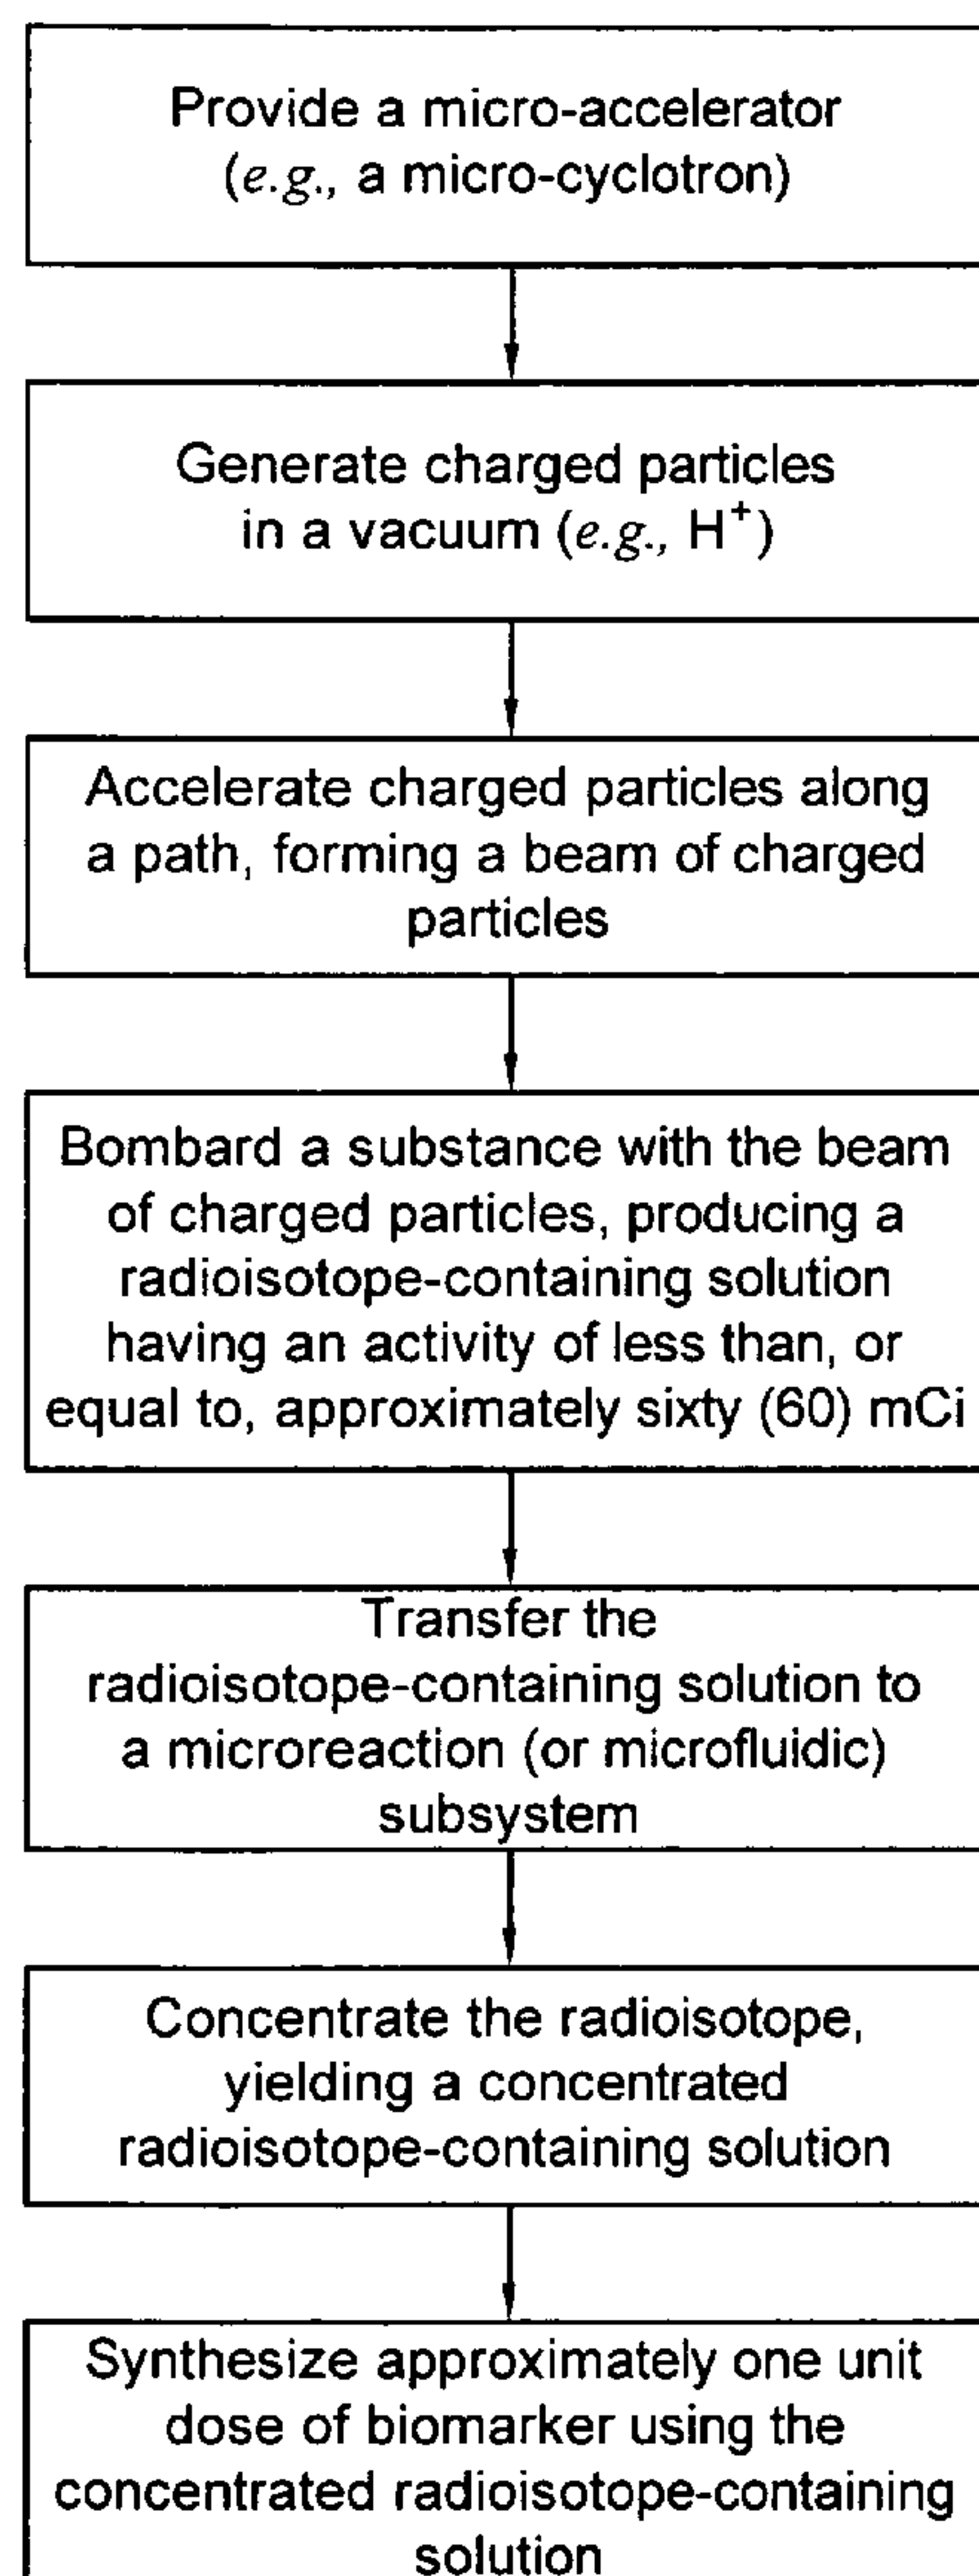 Provide a micro-accelerator
(e.g., a micro-cyclotron)
Generate charged particles
in a vacuum (e.g., H⁺)
Accelerate charged particles along
a path, forming a beam of charged
particles
Bombard a substance with the beam
of charged particles, producing a
radioisotope-containing solution
having an activity of less than, or
equal to, approximately sixty (60) mCi
Transfer the
radioisotope-containing solution to
a microreaction (or microfluidic)
subsystem
Concentrate the radioisotope,
yielding a concentrated
radioisotope-containing solution
Synthesize approximately one unit
dose of biomarker using the
concentrated radioisotope-containing
solution